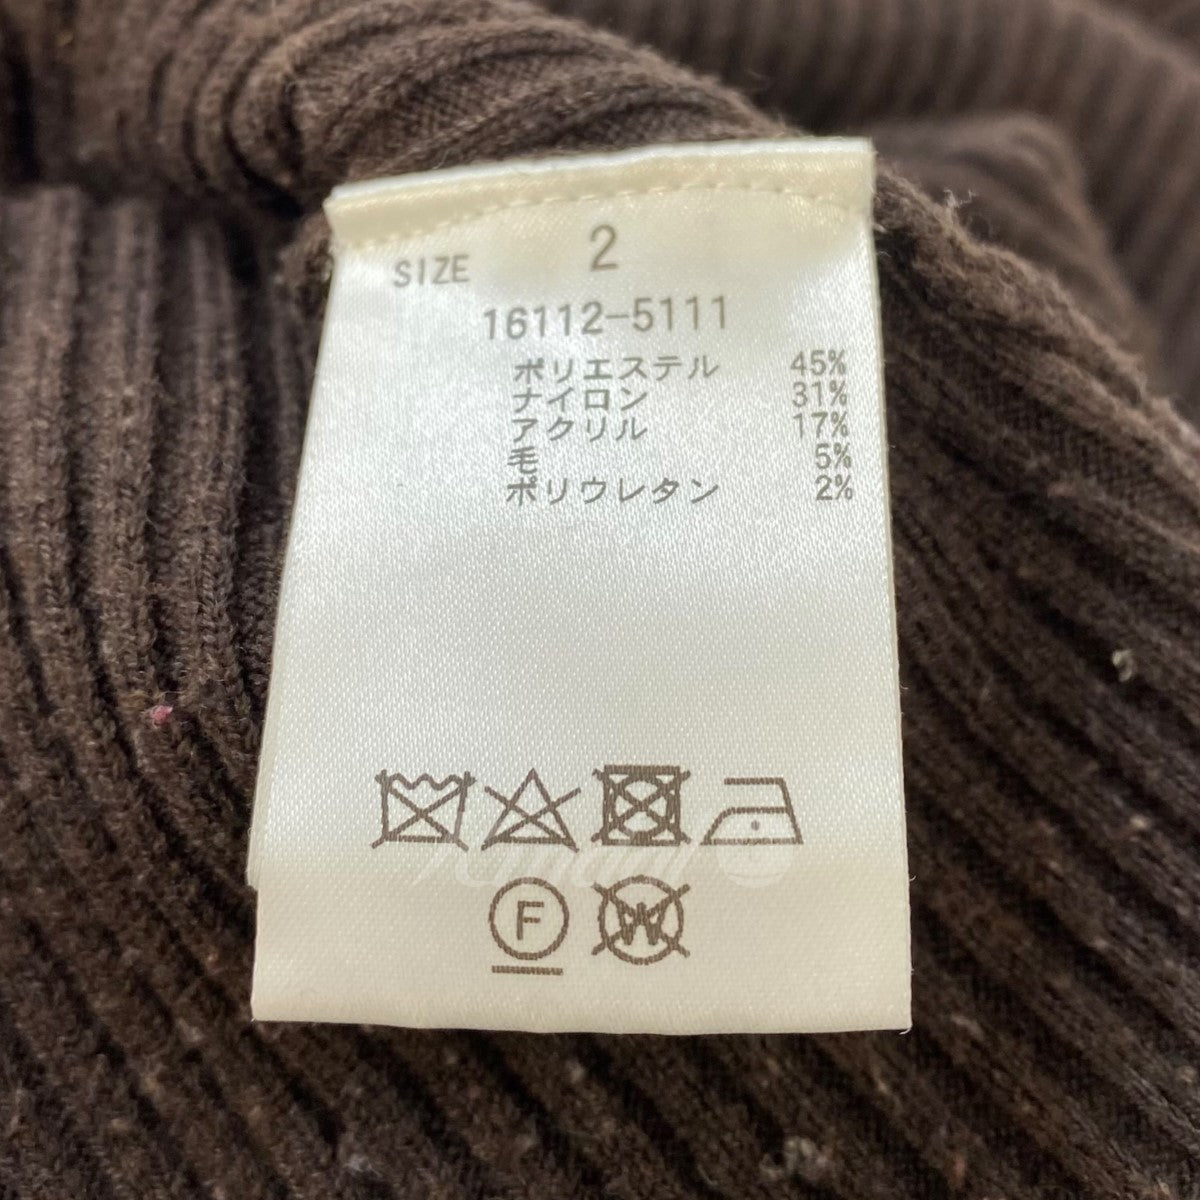 SIZE 2
16112-5111
ポリエステル 45%
ナイロン 31%
アクリル 17%
毛 5%
ポリウレタン 2%
F W